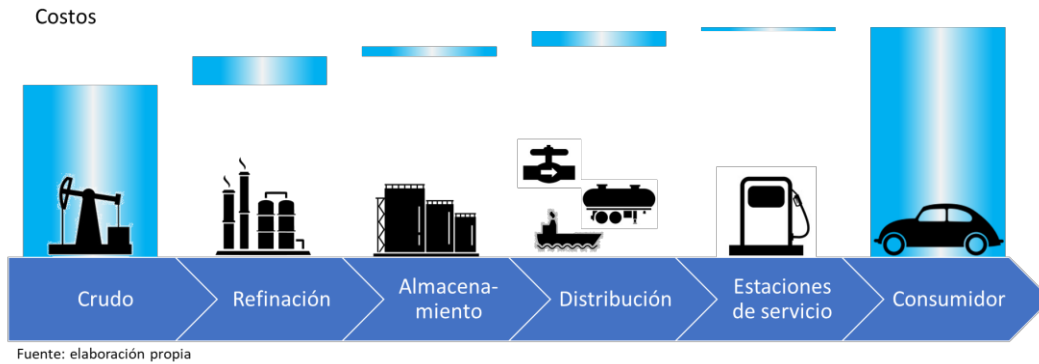 Costos
Crudo
Refinación
Almacena-
miento
Distribución
Estaciones
de servicio
Consumidor
Fuente: elaboración propia